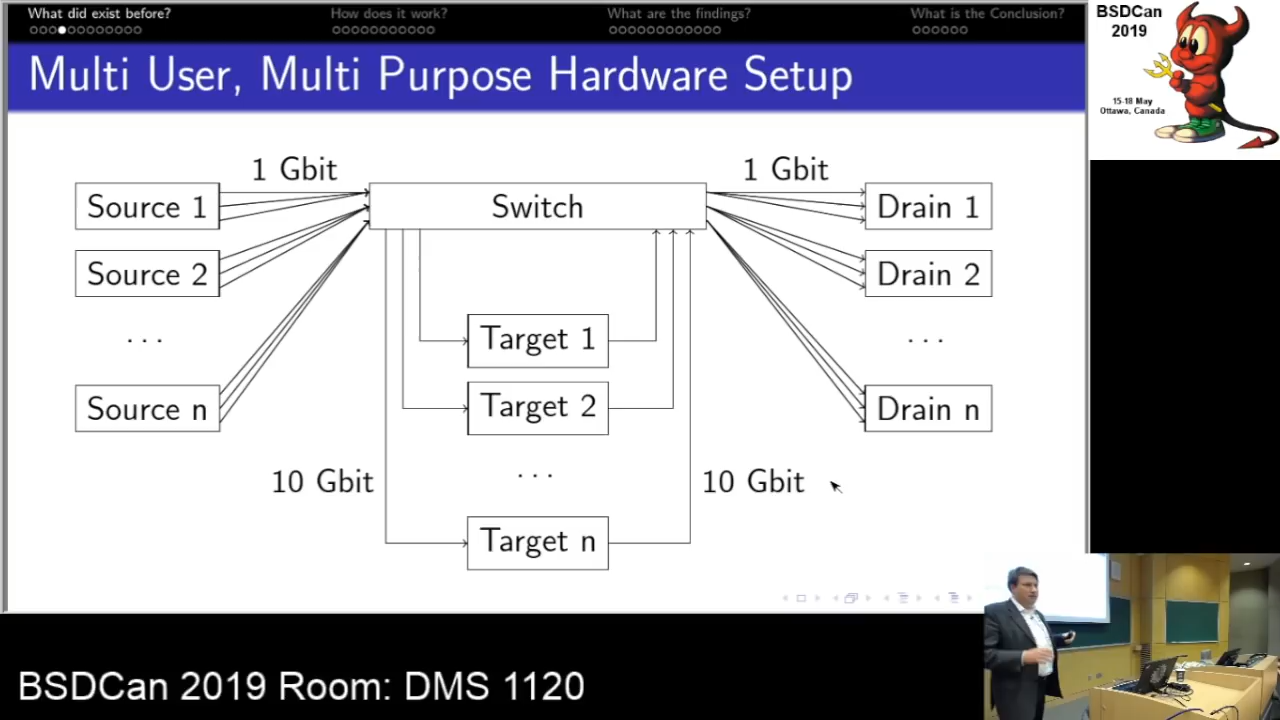 What did exist before? How does it work? What are the findings? What is the Conclusion?
Multi User, Multi Purpose Hardware Setup
1 Gbit 1 Gbit
Source 1 Switch Drain 1
Source 2 Drain 2
. . . . . .
Target 1
Source n Target 2 Drain n
10 Gbit . . . 10 Gbit
Target n
BSDCan
2019
15-18 May
Ottawa, Canada
BSDCan 2019 Room: DMS 1120